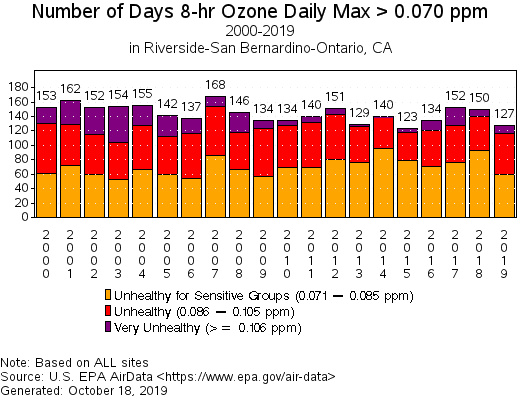 Number of Days 8-hr Ozone Daily Max > 0.070 ppm
2000-2019
in Riverside-San Bernardino-Ontario, CA
153 162 152 154 155 142 137 168 146 134 134 140 151 129 140 123 134 152 150 127
180
160
140
120
100
80
60
40
20
0
2000 2001 2002 2003 2004 2005 2006 2007 2008 2009 2010 2011 2012 2013 2014 2015 2016 2017 2018 2019
Unhealthy for Sensitive Groups (0.071 — 0.085 ppm)
Unhealthy (0.086 — 0.105 ppm)
Very Unhealthy (>= 0.106 ppm)
Note: Based on ALL sites
Source: U.S. EPA AirData <https://www.epa.gov/air-data>
Generated: October 18, 2019